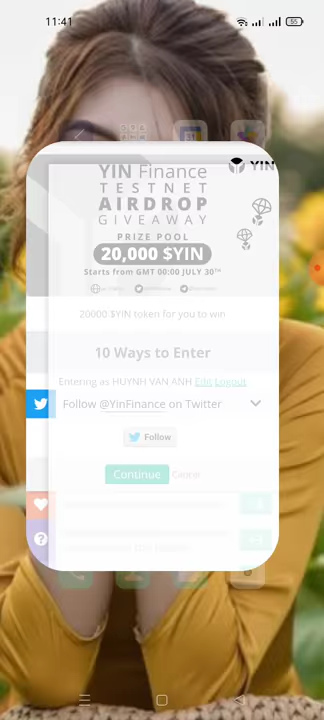 11:41
55
YIN
YIN Finance
TESTNET
AIRDROP
GIVEAWAY
PRIZE POOL
20,000 $YIN
Starts from GMT 00:00 JULY 30TH
20000 $YIN token for you to win
10 Ways to Enter
Entering as HUYNH VAN ANH Edit Logout
Follow @YinFinance on Twitter
Follow
Continue Cancel